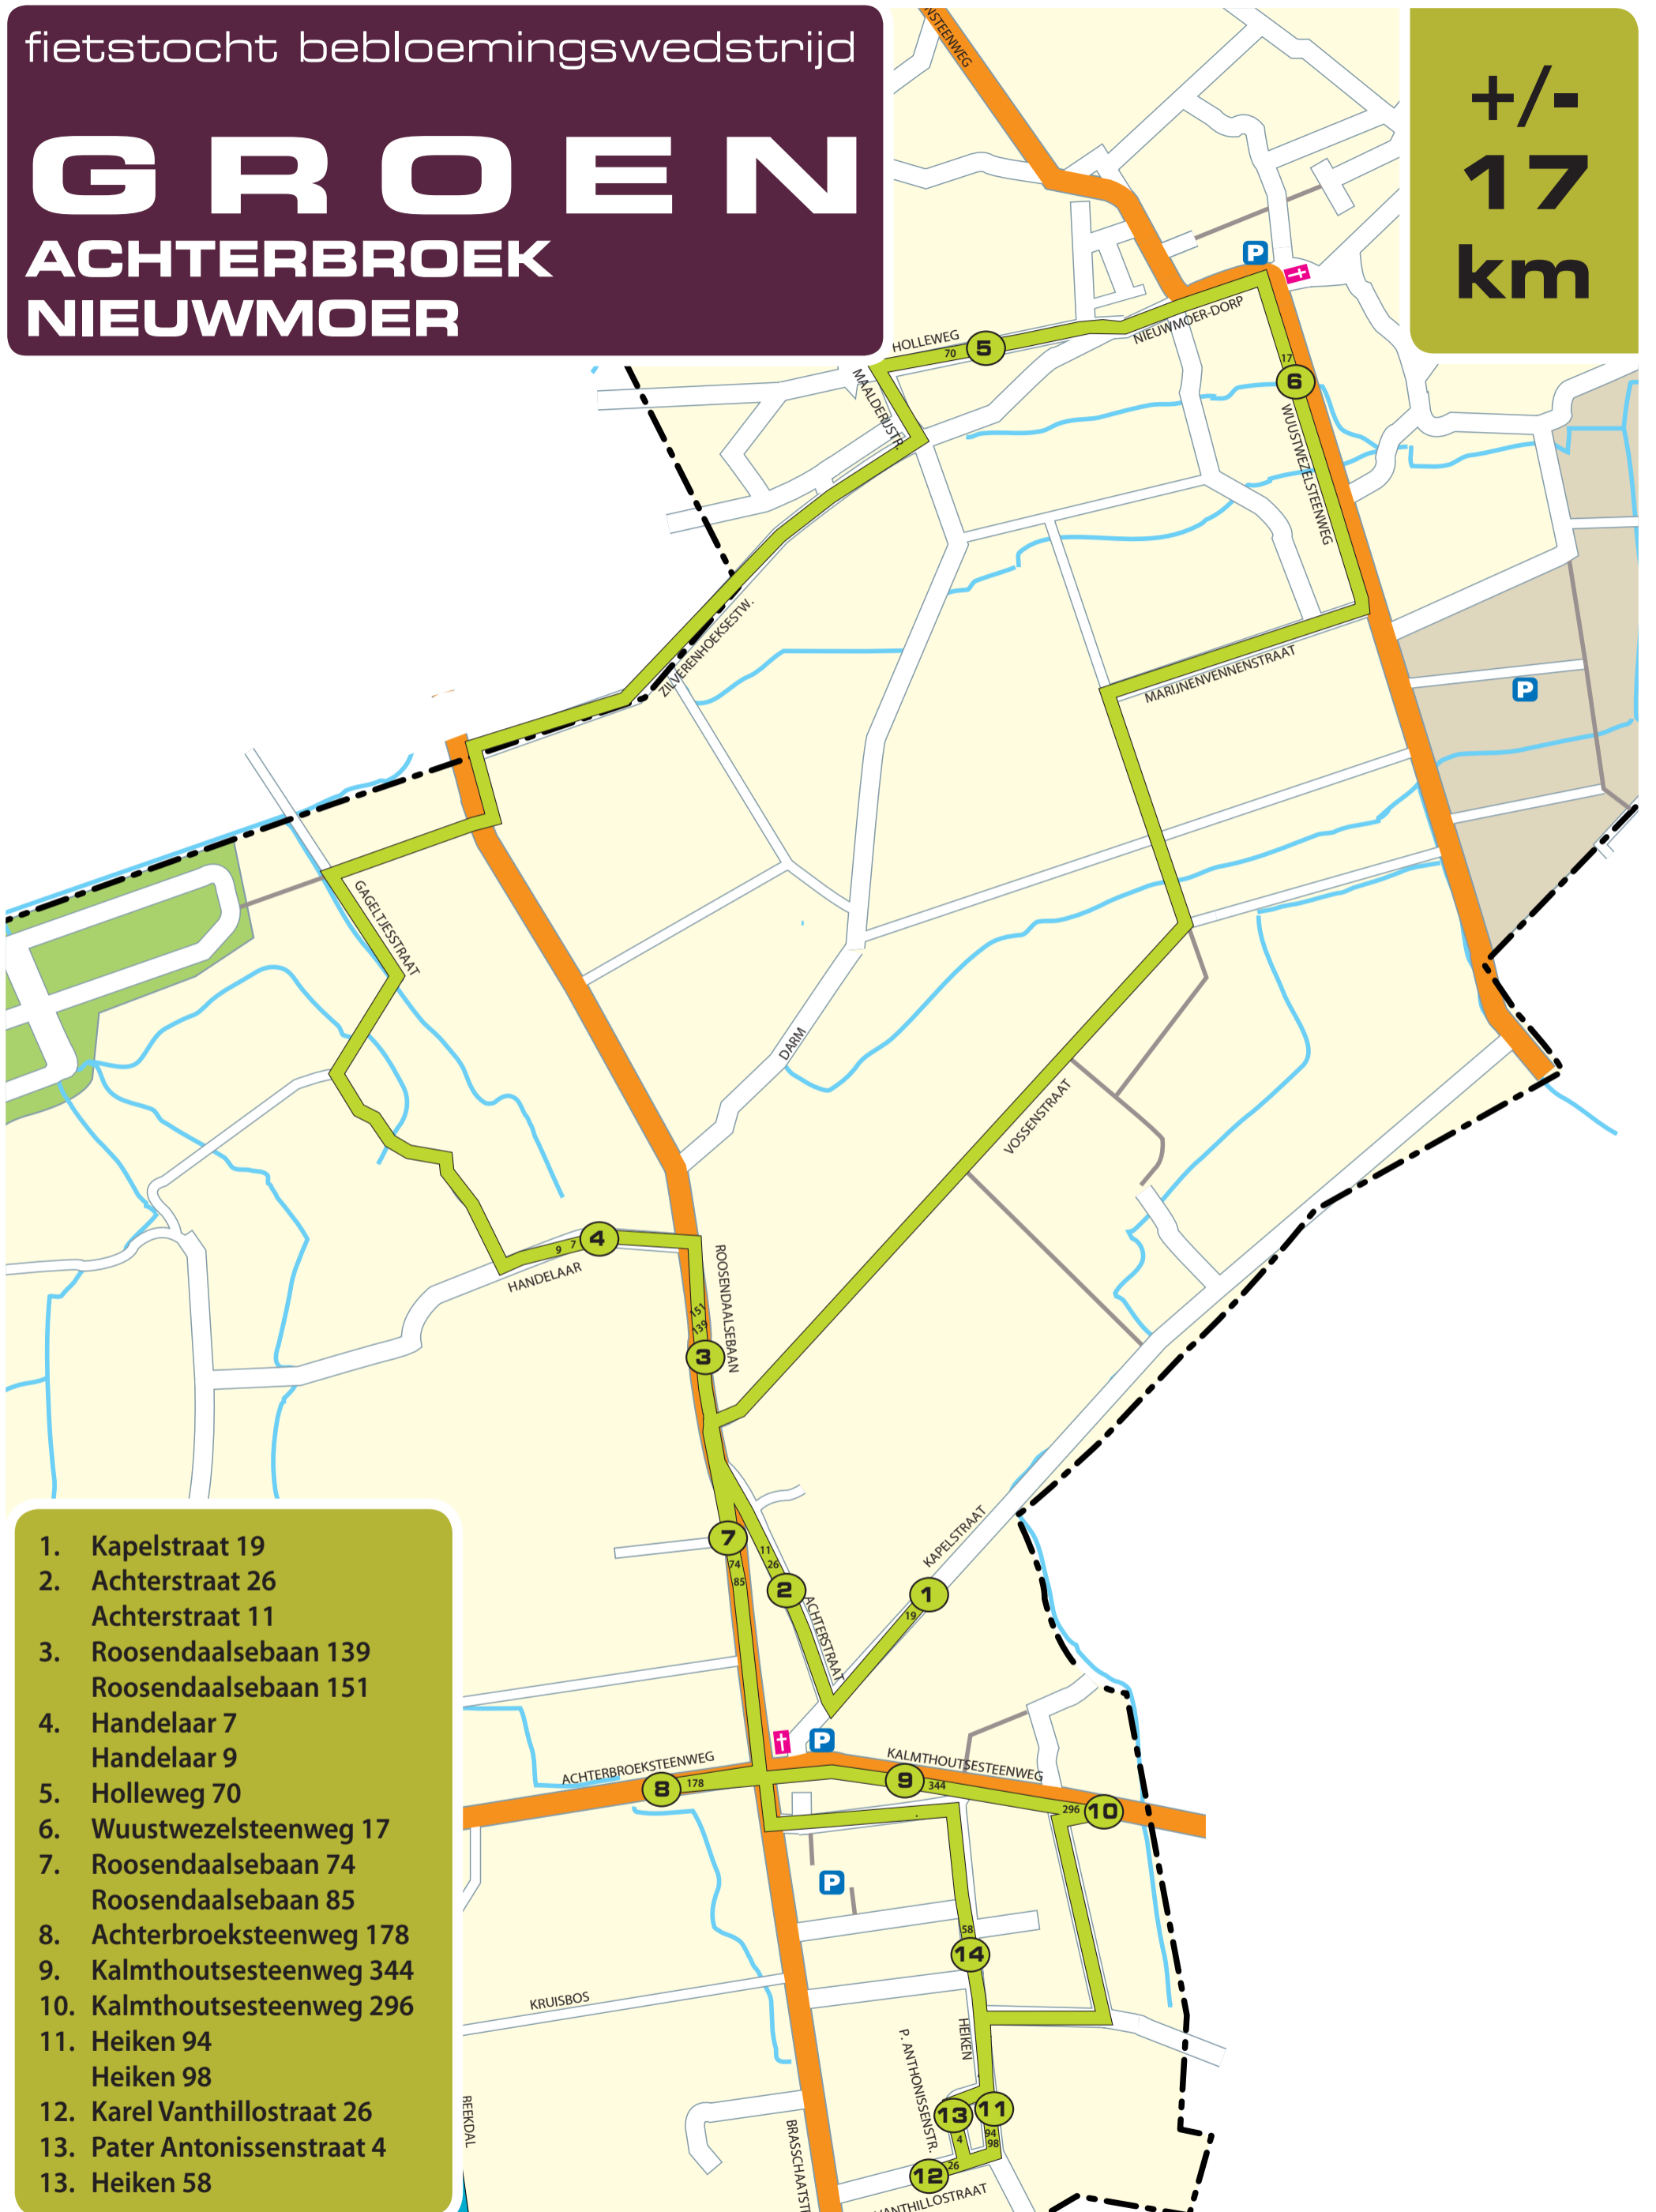 fietstocht bebloemingswedstrijd
GROEN
ACHTERBROEK
NIEUWMOER
+/-
17
km
NSTEENWEG
P
HOLLEWEG
70
5
NIEUWMOER-DORP
MAALDERIJSTR.
17
6
WUUSTWEZELSTEENWEG
ZILVERENHOEKSESTW.
MARIJNENVENNENSTRAAT
P
GAGELTJESSTRAAT
DARM
VOSSENSTRAAT
9 7
4
HANDELAAR
ROOSENDAALSEBAAN
151
139
3
7
74
85
11
26
2
ACHTERSTRAAT
KAPELSTRAAT
1
19
P
ACHTERBROEKSTEENWEG
8
178
KALMTHOUTSESTEENWEG
9
344
296
10
P
58
14
KRUISBOS
HEIKEN
P. ANTHONISSENSTR.
13
11
4
94
98
12
26
VANTHILLOSTRAAT
REEKDAL
BRASSCHAATST
1. Kapelstraat 19
2. Achterstraat 26
Achterstraat 11
3. Roosendaalsebaan 139
Roosendaalsebaan 151
4. Handelaar 7
Handelaar 9
5. Holleweg 70
6. Wuustwezelsteenweg 17
7. Roosendaalsebaan 74
Roosendaalsebaan 85
8. Achterbroeksteenweg 178
9. Kalmthoutsesteenweg 344
10. Kalmthoutsesteenweg 296
11. Heiken 94
Heiken 98
12. Karel Vanthillostraat 26
13. Pater Antonissenstraat 4
13. Heiken 58